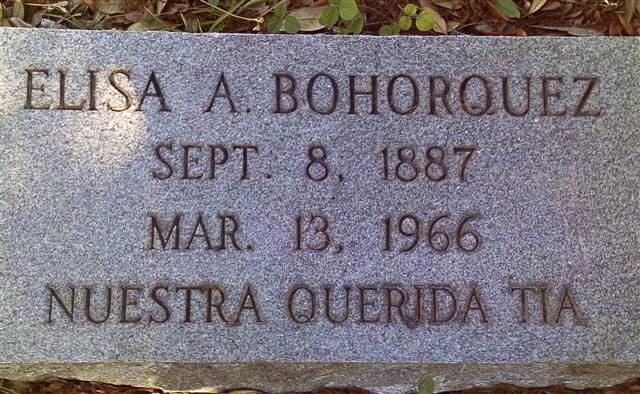 ELISA A. BOHORQUEZ
SEPT. 8, 1887
MAR. 13, 1966
NUESTRA QUERIDA TIA